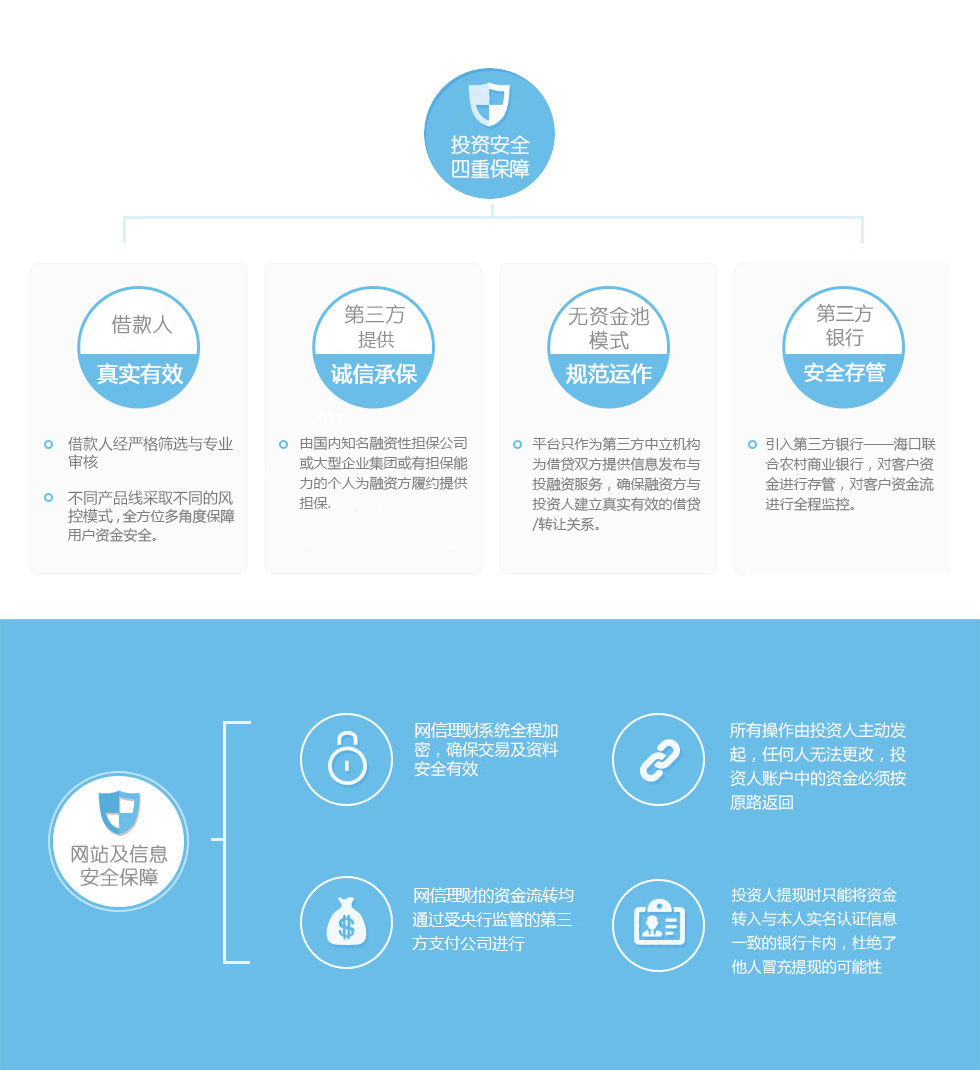 投资安全
四重保障
借款人
真实有效
借款人经严格筛选与专业
审核
不同产品线采取不同的风
控模式，全方位多角度保障
用户资金安全。
第三方
提供
诚信承保
由国内知名融资性担保公司
或大型企业集团或有担保能
力的个人为融资方履约提供
担保.
无资金池
模式
规范运作
平台只作为第三方中立机构
为借贷双方提供信息发布与
投融资服务，确保融资方与
投资人建立真实有效的借贷
/转让关系。
第三方
银行
安全存管
引入第三方银行——海口联
合农村商业银行，对客户资
金进行存管，对客户资金流
进行全程监控。
网站及信息
安全保障
网信理财系统全程加
密，确保交易及资料
安全有效
所有操作由投资人主动发
起，任何人无法更改，投
资人账户中的资金必须按
原路返回
网信理财的资金流转均
通过受央行监管的第三
方支付公司进行
投资人提现时只能将资金
转入与本人实名认证信息
一致的银行卡内，杜绝了
他人冒充提现的可能性